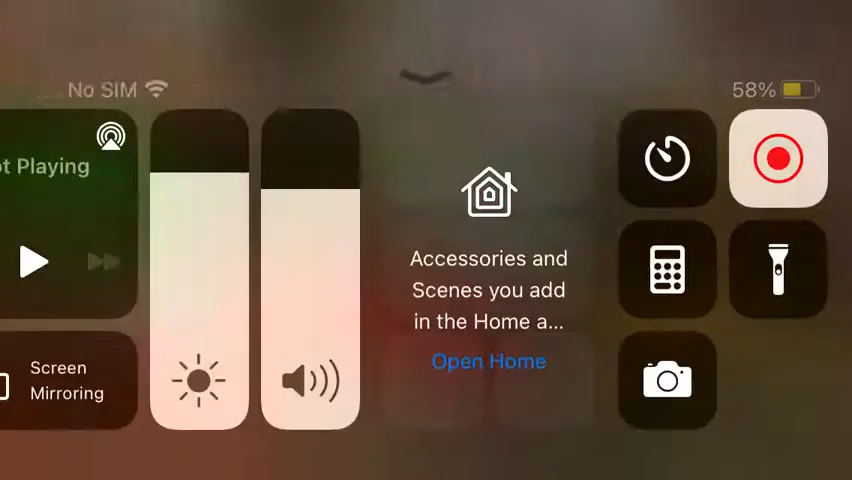 No SIM
58%
ot Playing
Accessories and
Scenes you add
in the Home a...
Open Home
Screen
Mirroring